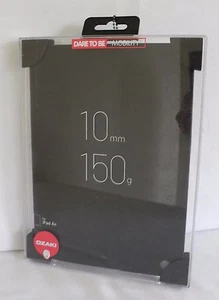 DARE TO BE MOBILITY
10mm
150g
iPad Air
OZAKI